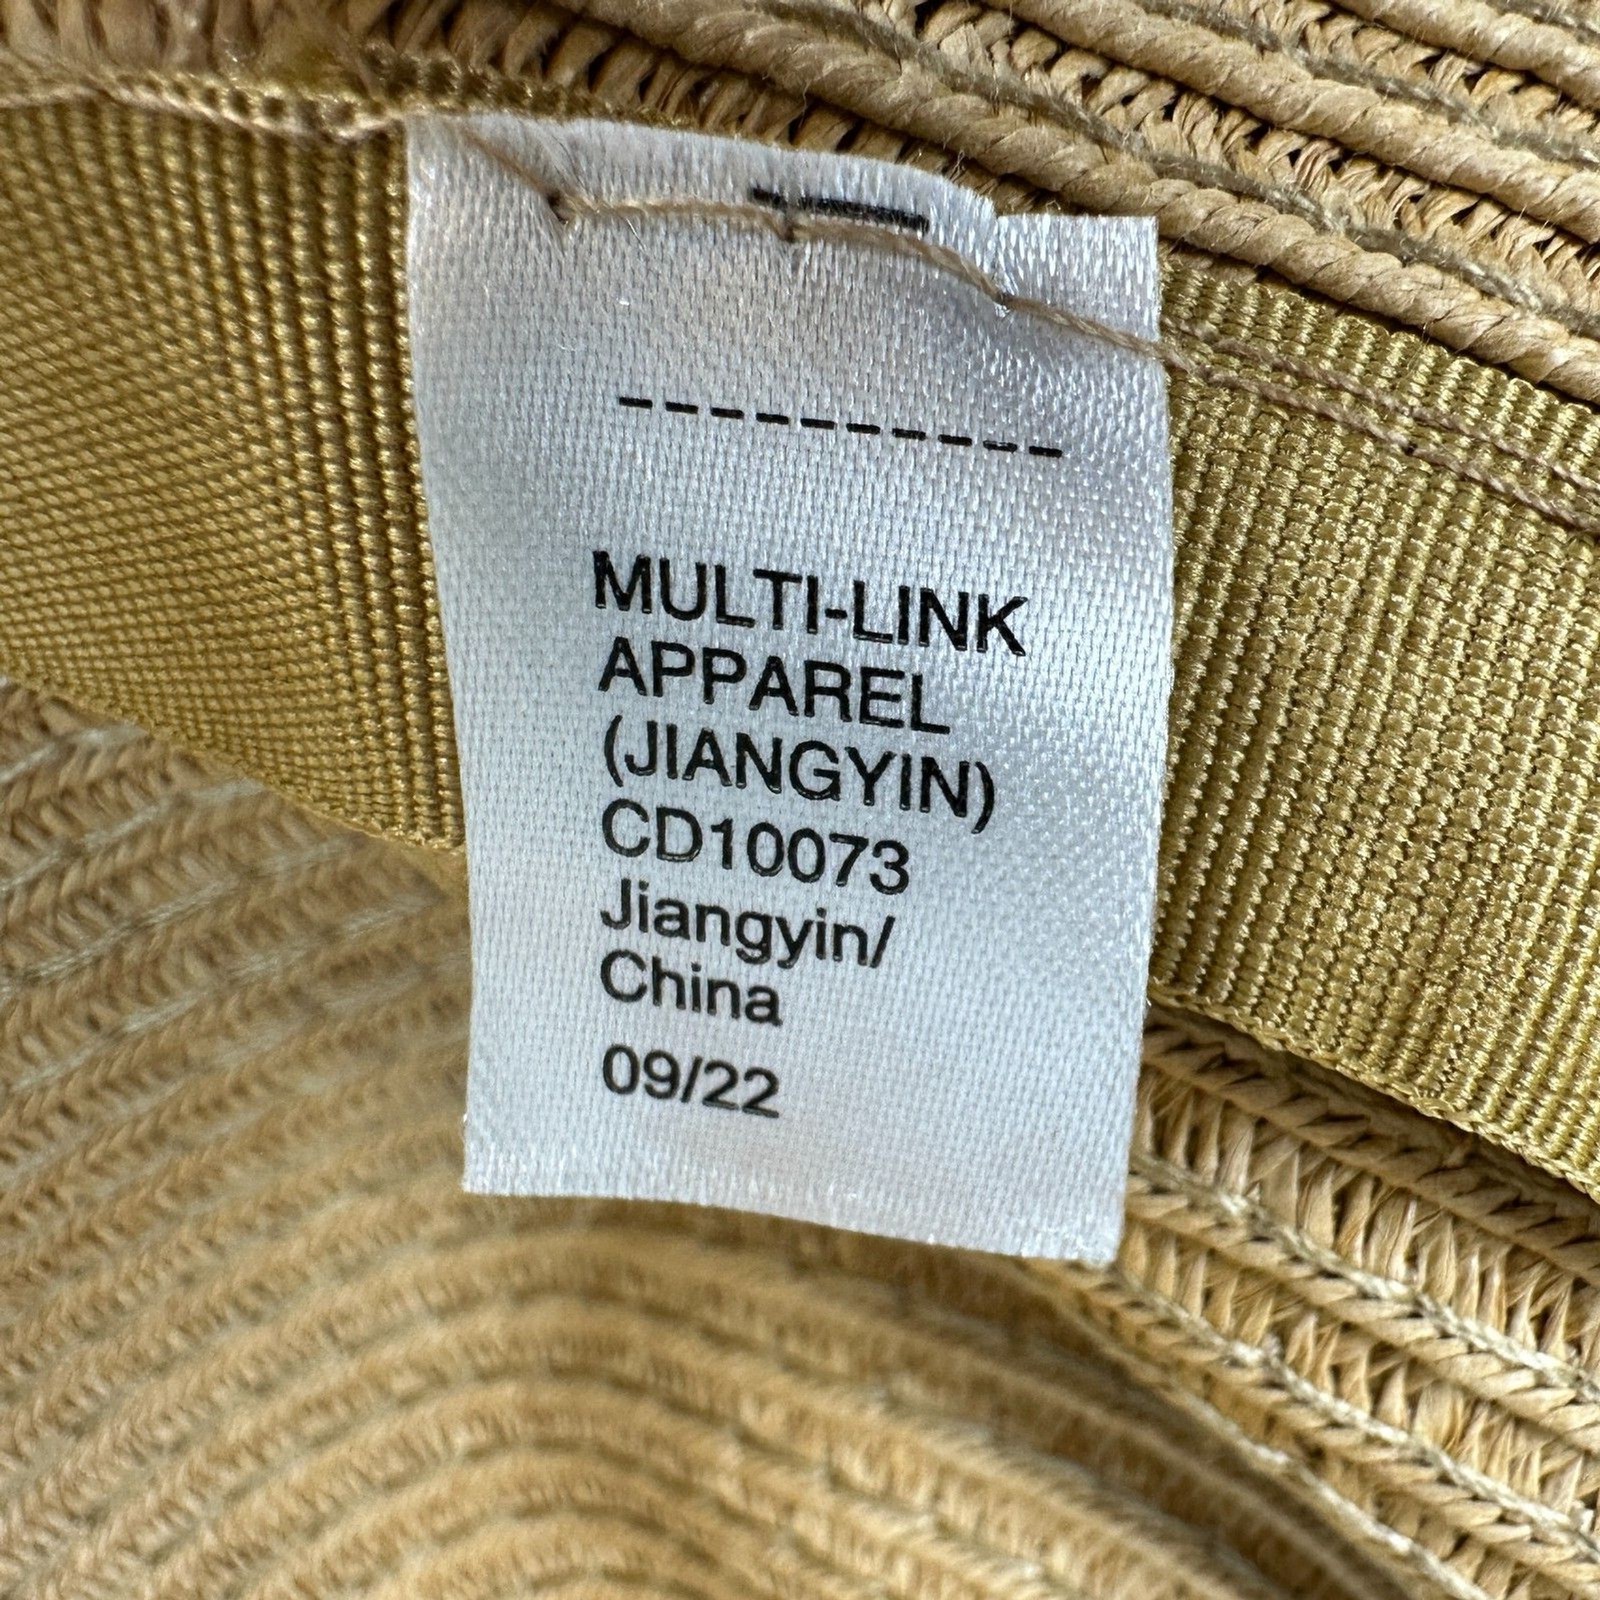 MULTI-LINK
APPAREL
(JIANGYIN)
CD10073
Jiangyin/
China
09/22